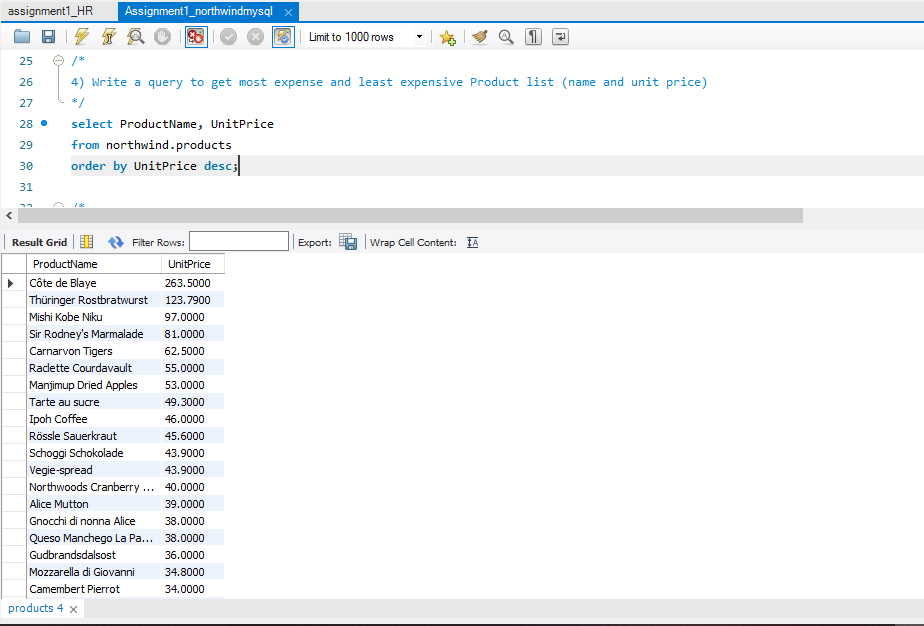 assignment1_HR Assignment1_northwindmysql ×
Limit to 1000 rows
25 /*
26 4) Write a query to get most expense and least expensive Product list (name and unit price)
27 */
28 select ProductName, UnitPrice
29 from northwind.products
30 order by UnitPrice desc;
31
32 /*
Result Grid Filter Rows: Export: Wrap Cell Content: IA
ProductName UnitPrice
Côte de Blaye 263.5000
Thüringer Rostbratwurst 123.7900
Mishi Kobe Niku 97.0000
Sir Rodney's Marmalade 81.0000
Carnarvon Tigers 62.5000
Raclette Courdavault 55.0000
Manjimup Dried Apples 53.0000
Tarte au sucre 49.3000
Ipoh Coffee 46.0000
Rössle Sauerkraut 45.6000
Schoggi Schokolade 43.9000
Vegie-spread 43.9000
Northwoods Cranberry ... 40.0000
Alice Mutton 39.0000
Gnocchi di nonna Alice 38.0000
Queso Manchego La Pa... 38.0000
Gudbrandsdalsost 36.0000
Mozzarella di Giovanni 34.8000
Camembert Pierrot 34.0000
products 4 ×